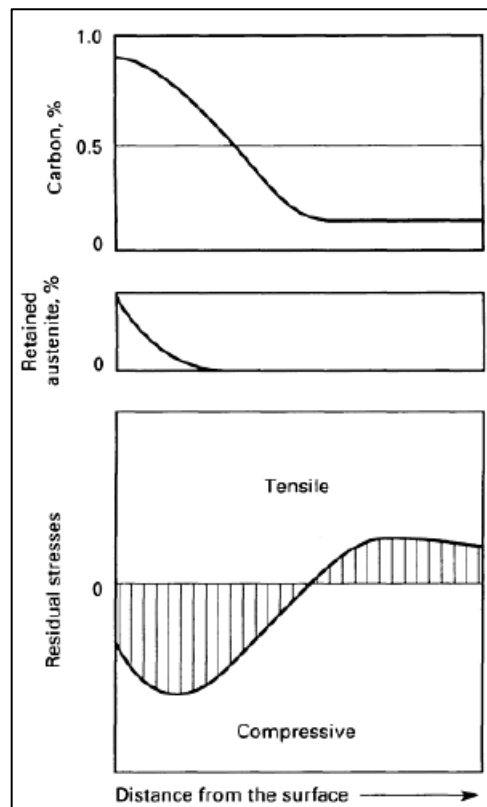 1.0
Carbon, %
0.5
0
Retained
austenite, %
0
Tensile
Residual stresses
0
Compressive
Distance from the surface